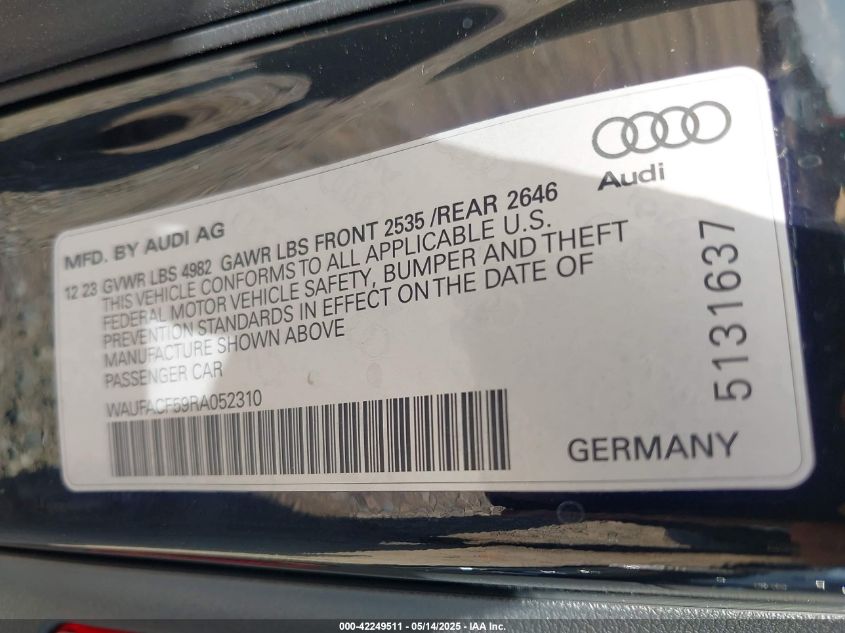 Audi
MFD. BY AUDI AG
12 23 GVWR LBS 4982 GAWR LBS FRONT 2535 /REAR 2646
THIS VEHICLE CONFORMS TO ALL APPLICABLE U.S.
FEDERAL MOTOR VEHICLE SAFETY, BUMPER AND THEFT
PREVENTION STANDARDS IN EFFECT ON THE DATE OF
MANUFACTURE SHOWN ABOVE
PASSENGER CAR
WAUFACF59RA052310
GERMANY
5131637
000-42249511 - 05/14/2025 - IAA Inc.